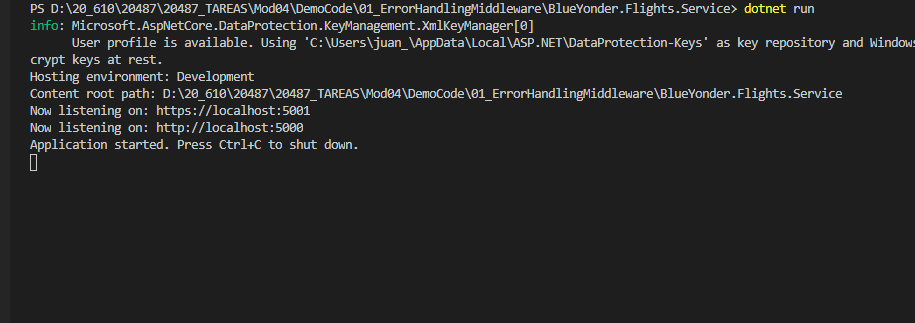 PS D:\20_610\20487\20487_TAREAS\Mod04\DemoCode\01_ErrorHandlingMiddleware\BlueYonder.Flights.Service> dotnet run
info: Microsoft.AspNetCore.DataProtection.KeyManagement.XmlKeyManager[0]
User profile is available. Using 'C:\Users\juan_\AppData\Local\ASP.NET\DataProtection-Keys' as key repository and Windows
crypt keys at rest.
Hosting environment: Development
Content root path: D:\20_610\20487\20487_TAREAS\Mod04\DemoCode\01_ErrorHandlingMiddleware\BlueYonder.Flights.Service
Now listening on: https://localhost:5001
Now listening on: http://localhost:5000
Application started. Press Ctrl+C to shut down.